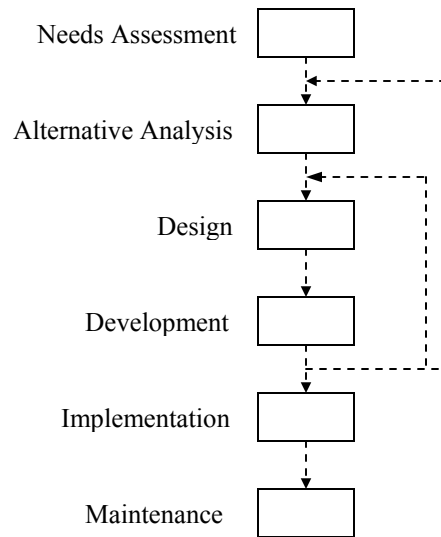 Needs Assessment
Alternative Analysis
Design
Development
Implementation
Maintenance